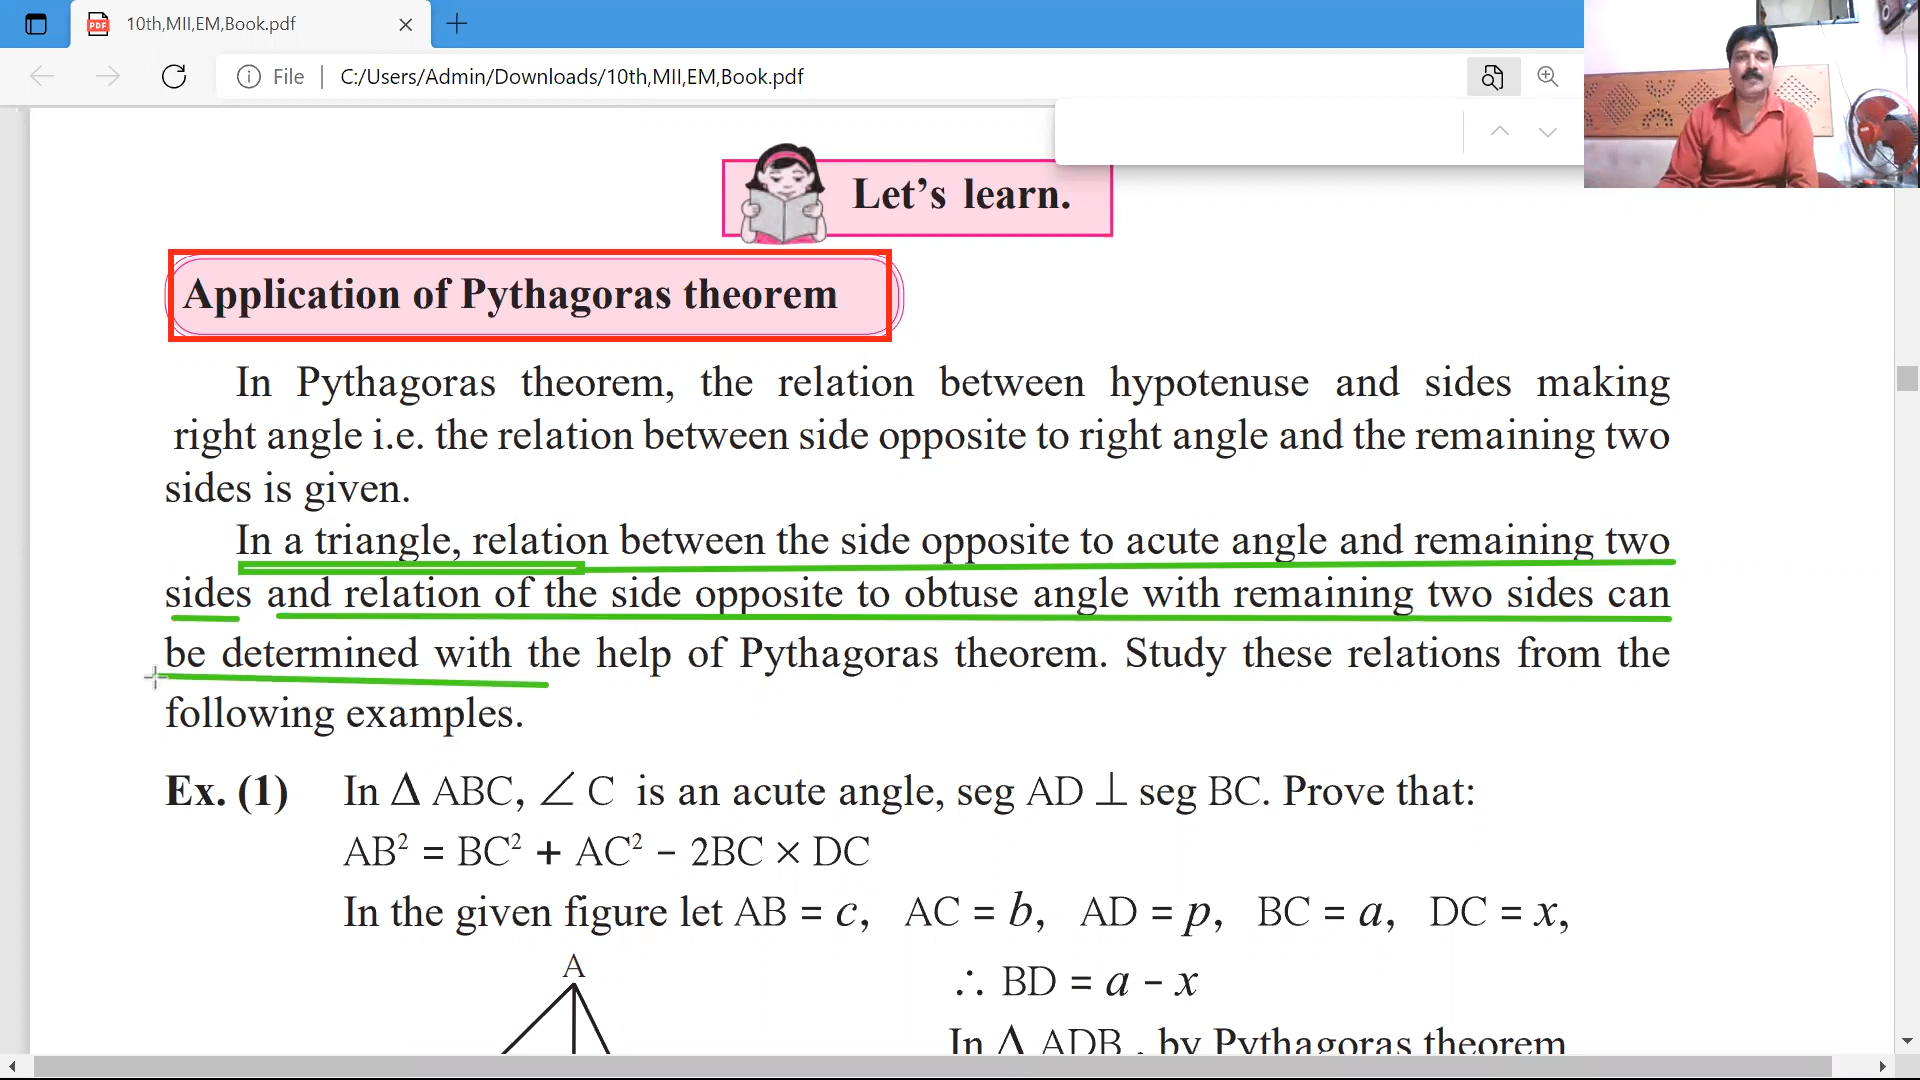 10th,MII,EM,Book.pdf
File | C:/Users/Admin/Downloads/10th,MII,EM,Book.pdf
Let’s learn.
Application of Pythagoras theorem
In Pythagoras theorem, the relation between hypotenuse and sides making
right angle i.e. the relation between side opposite to right angle and the remaining two
sides is given.
In a triangle, relation between the side opposite to acute angle and remaining two
sides and relation of the side opposite to obtuse angle with remaining two sides can
be determined with the help of Pythagoras theorem. Study these relations from the
following examples.
Ex. (1) In Δ ABC, ∠ C is an acute angle, seg AD ⊥ seg BC. Prove that:
AB² = BC² + AC² − 2BC × DC
In the given figure let AB = c, AC = b, AD = p, BC = a, DC = x,
A
∴ BD = a − x
In Δ ADB, by Pythagoras theorem